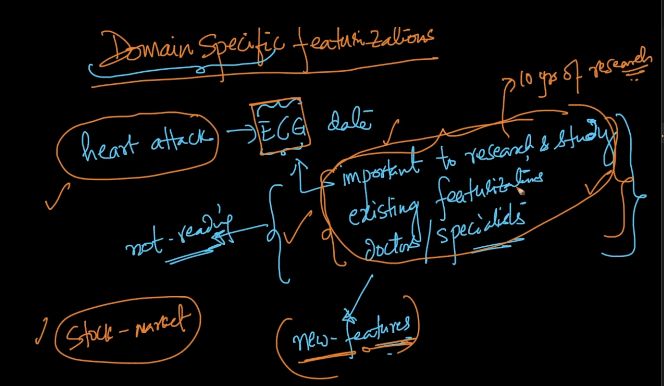 Domain Specific featurizations
10 yrs of research
heart attack → ECG data
important to research & study
existing featurizations
not-reading
doctors/specialists
stock-market
new-features